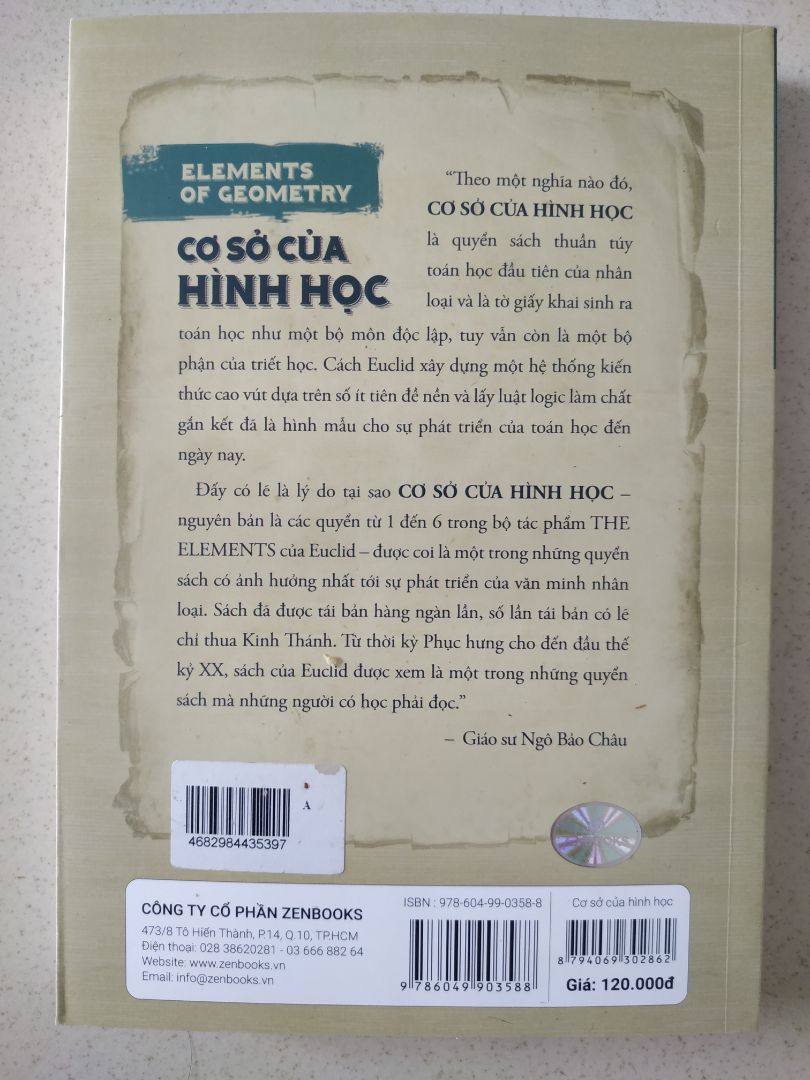 ELEMENTS
OF GEOMETRY
CƠ SỞ CỦA
HÌNH HỌC
“Theo một nghĩa nào đó,
CƠ SỞ CỦA HÌNH HỌC
là quyển sách thuần túy
toán học đầu tiên của nhân
loại và là tờ giấy khai sinh ra
toán học như một bộ môn độc lập, tuy vẫn còn là một bộ
phận của triết học. Cách Euclid xây dựng một hệ thống kiến
thức cao vút dựa trên số ít tiên đề nền và lấy luật logic làm chất
gắn kết đã là hình mẫu cho sự phát triển của toán học đến
ngày nay.
Đấy có lẽ là lý do tại sao CƠ SỞ CỦA HÌNH HỌC –
nguyên bản là các quyển từ 1 đến 6 trong bộ tác phẩm THE
ELEMENTS của Euclid – được coi là một trong những quyển
sách có ảnh hưởng nhất tới sự phát triển của văn minh nhân
loại. Sách đã được tái bản hàng ngàn lần, số lần tái bản có lẽ
chỉ thua Kinh Thánh. Từ thời kỳ Phục hưng cho đến đầu thế
kỷ XX, sách của Euclid được xem là một trong những quyển
sách mà những người có học phải đọc.”
– Giáo sư Ngô Bảo Châu
A
4682984435397
CÔNG TY CỔ PHẦN ZENBOOKS
473/8 Tô Hiến Thành, P.14, Q.10, TP.HCM
Điện thoại: 028 38620281 - 03 666 882 64
Website: www.zenbooks.vn
Email: info@zenbooks.vn
ISBN : 978-604-99-0358-8
9 786049 903588
Cơ sở của hình học
8 794069 302862
Giá: 120.000đ